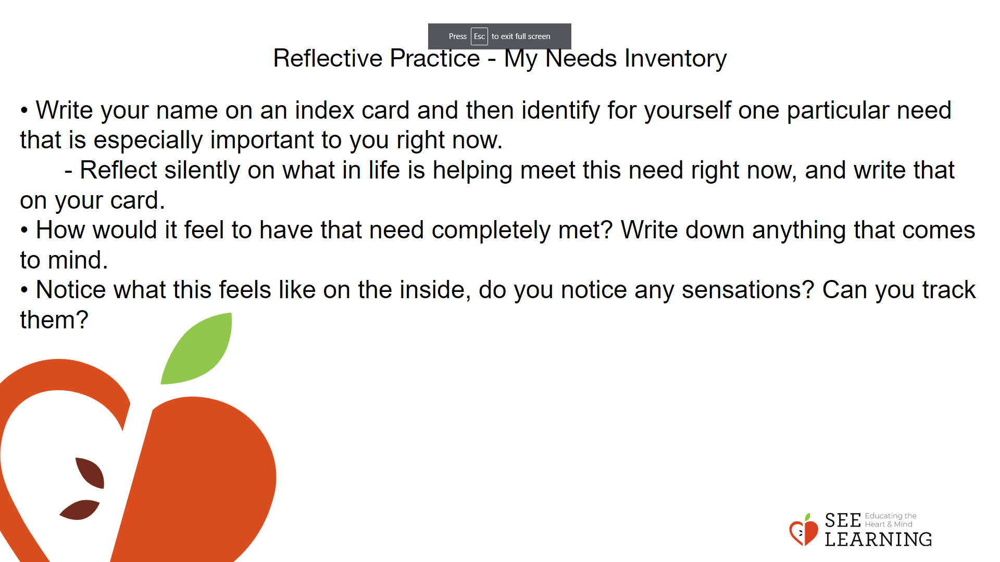 Press Esc to exit full screen
Reflective Practice - My Needs Inventory
• Write your name on an index card and then identify for yourself one particular need
that is especially important to you right now.
- Reflect silently on what in life is helping meet this need right now, and write that
on your card.
• How would it feel to have that need completely met? Write down anything that comes
to mind.
• Notice what this feels like on the inside, do you notice any sensations? Can you track
them?
SEE Educating the
Heart & Mind
LEARNING